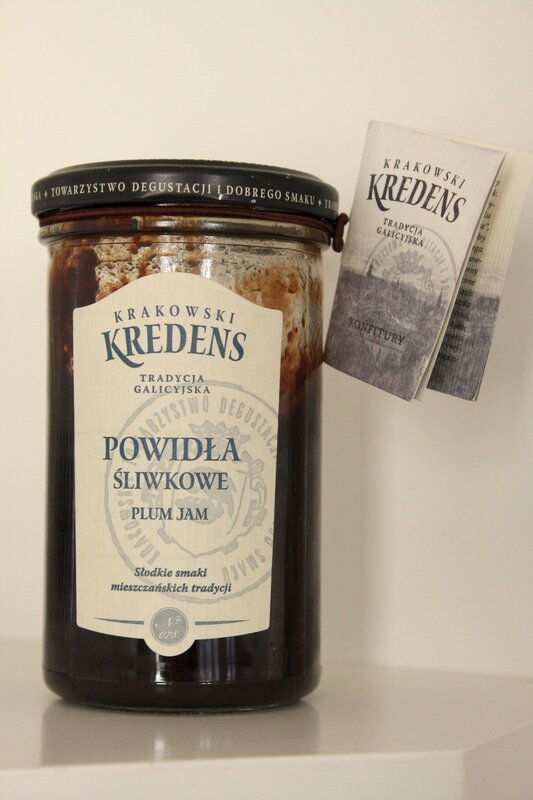 TOWARZYSTWO DEGUSTACJI I DOBREGO SMAKU
KRAKOWSKI
KREDENS
TRADYCJA
GALICYJSKA
POWIDŁA
ŚLIWKOWE
PLUM JAM
Słodkie smaki
mieszczańskich tradycji
Nº
078.
KRAKOWSKI
KREDENS
TRADYCJA
GALICYJSKA
KONFITURY